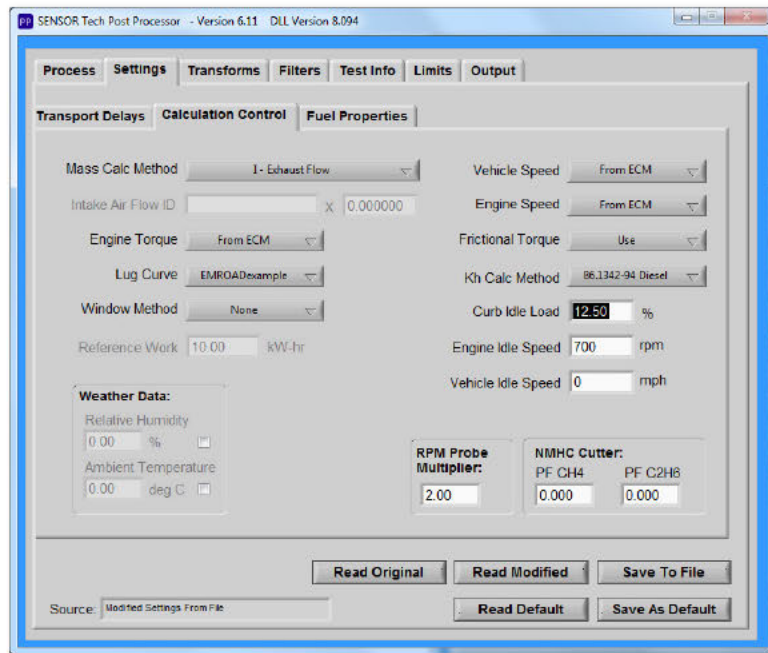 PP SENSOR Tech Post Processor - Version 6.11 DLL Version 8.094
Process Settings Transforms Filters Test Info Limits Output
Transport Delays Calculation Control Fuel Properties
Mass Calc Method I - Exhaust Flow Vehicle Speed From ECM
Intake Air Flow ID X 0.000000 Engine Speed From ECM
Engine Torque From ECM Frictional Torque Use
Lug Curve EMROADexample Kh Calc Method 86.1342-94 Diesel
Window Method None Curb Idle Load 12.50 %
Reference Work 10.00 kW-hr Engine Idle Speed 700 rpm
Vehicle Idle Speed 0 mph
Weather Data:
Relative Humidity
0.00 %
Ambient Temperature
0.00 deg C
RPM Probe
Multiplier:
2.00
NMHC Cutter:
PF CH4 PF C2H6
0.000 0.000
Read Original Read Modified Save To File
Source: Modified Settings From File Read Default Save As Default